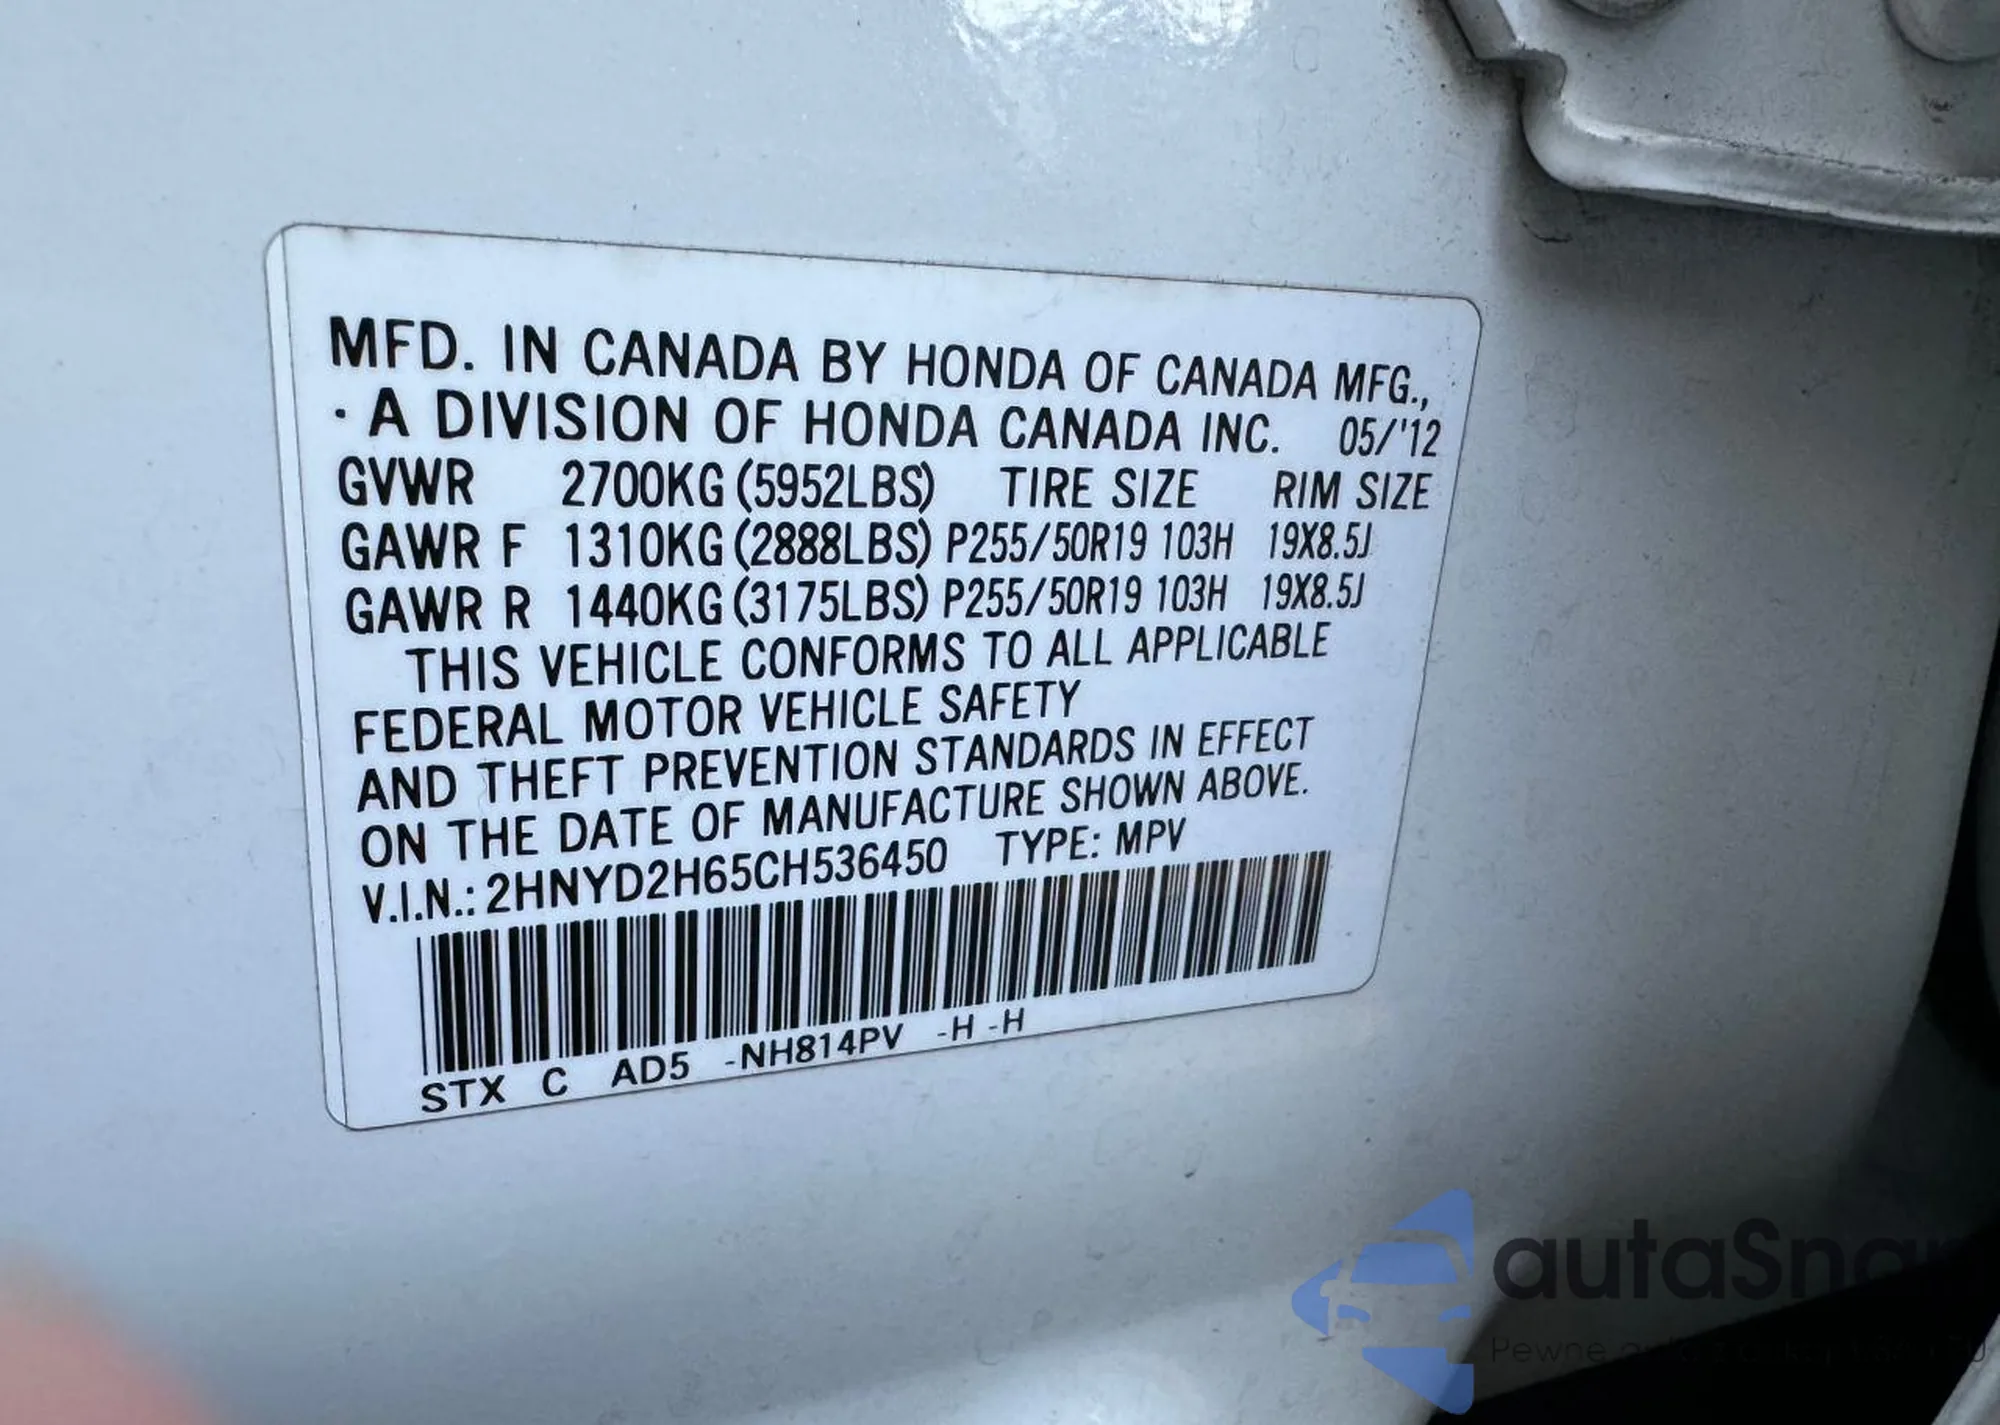 MFD. IN CANADA BY HONDA OF CANADA MFG.,
· A DIVISION OF HONDA CANADA INC. 05/'12
GVWR 2700KG (5952LBS) TIRE SIZE RIM SIZE
GAWR F 1310KG (2888LBS) P255/50R19 103H 19X8.5J
GAWR R 1440KG (3175LBS) P255/50R19 103H 19X8.5J
THIS VEHICLE CONFORMS TO ALL APPLICABLE
FEDERAL MOTOR VEHICLE SAFETY
AND THEFT PREVENTION STANDARDS IN EFFECT
ON THE DATE OF MANUFACTURE SHOWN ABOVE.
V.I.N.: 2HNYD2H65CH536450 TYPE: MPV
STX C AD5 -NH814PV -H -H
autaSna
Pewne